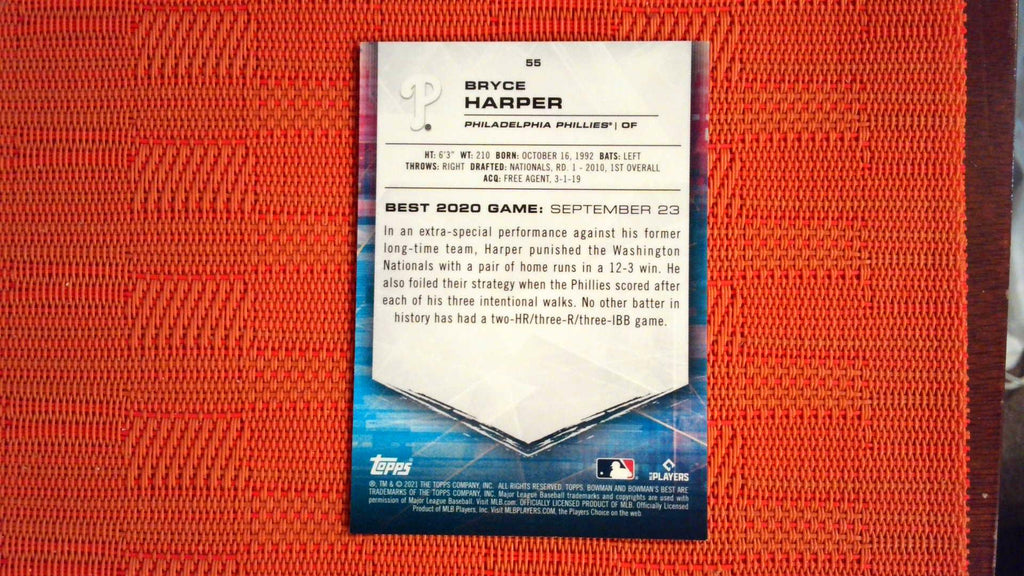 55
BRYCE
HARPER
PHILADELPHIA PHILLIES® | OF
HT: 6'3" WT: 210 BORN: OCTOBER 16, 1992 BATS: LEFT
THROWS: RIGHT DRAFTED: NATIONALS, RD. 1 - 2010, 1ST OVERALL
ACQ: FREE AGENT, 3-1-19
BEST 2020 GAME: SEPTEMBER 23
In an extra-special performance against his former
long-time team, Harper punished the Washington
Nationals with a pair of home runs in a 12-3 win. He
also foiled their strategy when the Phillies scored after
each of his three intentional walks. No other batter in
history has had a two-HR/three-R/three-IBB game.
topps
MLB PLAYERS
®, TM & © 2021 THE TOPPS COMPANY, INC. ALL RIGHTS RESERVED. TOPPS, BOWMAN AND BOWMAN'S BEST ARE
TRADEMARKS OF THE TOPPS COMPANY, INC. Major League Baseball trademarks and copyrights are used with
permission of Major League Baseball. Visit MLB.com. OFFICIALLY LICENSED PRODUCT OF MLB. Officially Licensed
Product of MLB Players, Inc. Visit MLBPLAYERS.COM, the Players Choice on the web